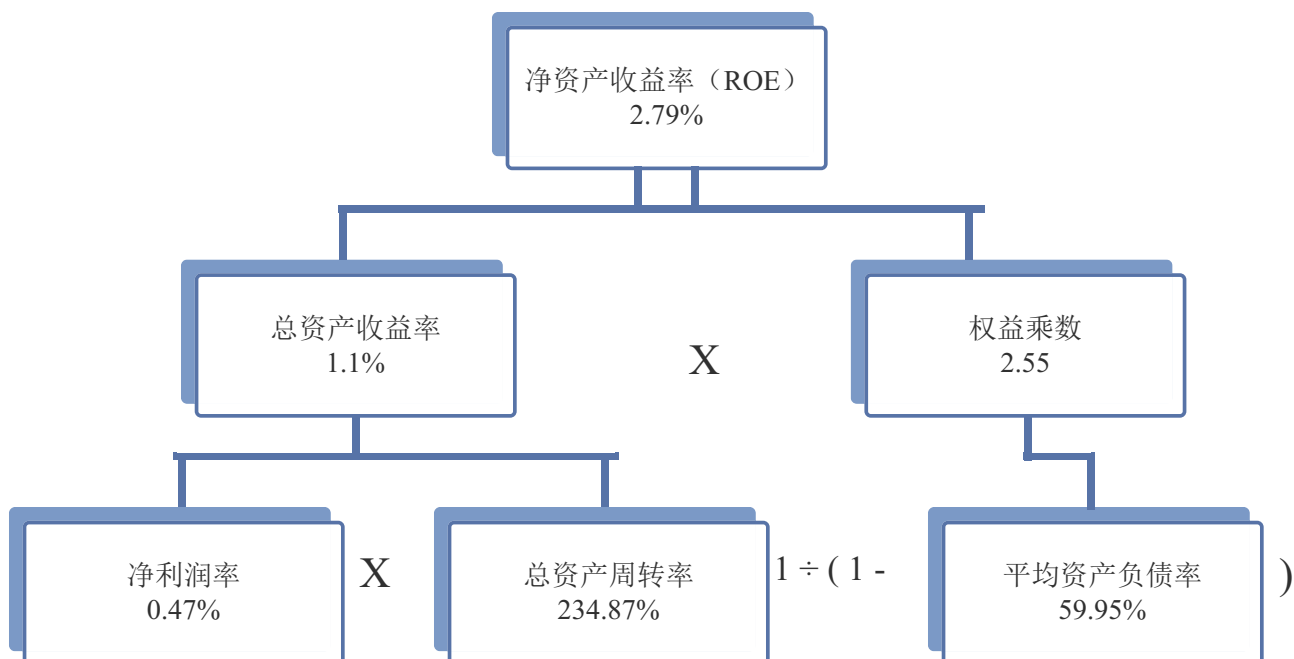 净资产收益率（ROE）
2.79%
总资产收益率
1.1%
X
权益乘数
2.55
净利润率
0.47%
X
总资产周转率
234.87%
1 ÷ ( 1 -
平均资产负债率
59.95%
)